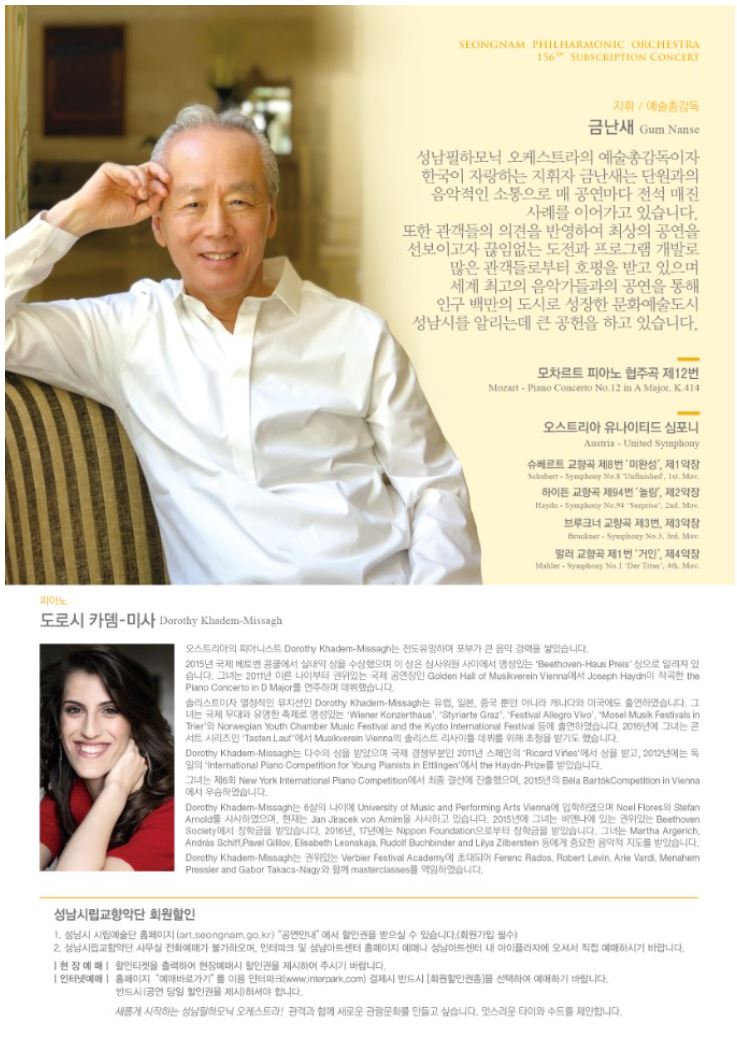 SEONGNAM PHILHARMONIC ORCHESTRA
156TH SUBSCRIPTION CONCERT
지휘 / 예술총감독
금난새 Gum Nanse
성남필하모닉 오케스트라의 예술총감독이자
한국이 자랑하는 지휘자 금난새는 단원과의
음악적인 소통으로 매 공연마다 전석 매진
사례를 이어가고 있습니다.
또한 관객들의 의견을 반영하여 최상의 공연을
선보이고자 끊임없는 도전과 프로그램 개발로
많은 관객들로부터 호평을 받고 있으며
세계 최고의 음악가들과의 공연을 통해
인구 백만의 도시로 성장한 문화예술도시
성남시를 알리는데 큰 공헌을 하고 있습니다.
모차르트 피아노 협주곡 제12번
Mozart - Piano Concerto No.12 in A Major, K.414
오스트리아 유나이티드 심포니
Austria - United Symphony
슈베르트 교향곡 제8번 '미완성', 제1악장
Schubert - Symphony No.8 'Unfinished', 1st. Mov.
하이든 교향곡 제94번 '놀람', 제2악장
Haydn - Symphony No.94 'Surprise', 2nd. Mov.
브루크너 교향곡 제3번, 제3악장
Bruckner - Symphony No.3, 3rd. Mov.
말러 교향곡 제1번 '거인', 제4악장
Mahler - Symphony No.1 'Der Titan', 4th. Mov.
피아노
도로시 카뎀-미사 Dorothy Khadem-Missagh
오스트리아의 피아니스트 Dorothy Khadem-Missagh는 전도유망하며 포부가 큰 음악 경력을 쌓았습니다.
2015년 국제 베토벤 콩쿨에서 실내악 상을 수상했으며 이 상은 심사위원 사이에서 명성있는 'Beethoven-Haus Preis' 상으로 알려져 있
습니다. 그녀는 2011년 이른 나이부터 권위있는 국제 공연장인 Golden Hall of Musikverein Vienna에서 Joseph Haydn이 작곡한 the
Piano Concerto in D Major를 연주하며 데뷔했습니다.
솔리스트이자 열정적인 뮤지션인 Dorothy Khadem-Missagh는 유럽, 일본, 중국 뿐만 아니라 캐나다와 미국에도 출연하였습니다. 그
녀는 국제 무대와 유명한 축제로 명성있는 'Wiener Konzerthaus', 'Styriarte Graz', 'Festival Allegro Vivo', 'Mosel Musik Festivals in
Trier'와 Norwegian Youth Chamber Music Festival and the Kyoto International Festival 등에 출연하였습니다. 2016년에 그녀는 콘
서트 시리즈인 'Tasten.Lauf'에서 Musikverein Vienna의 솔리스트 리사이틀 데뷔를 위해 초청을 받기도 했습니다.
Dorothy Khadem-Missagh는 다수의 상을 받았으며 국제 경쟁부분인 2011년 스페인의 'Ricard Viñes'에서 상을 받고, 2012년에는 독
일의 'International Piano Competition for Young Pianists in Ettlingen'에서 the Haydn-Prize를 받았습니다.
그녀는 제6회 New York International Piano Competition에서 최종 결선에 진출했으며, 2015년의 Béla BartókCompetition in Vienna
에서 우승하였습니다.
Dorothy Khadem-Missagh는 6살의 나이에 University of Music and Performing Arts Vienna에 입학하였으며 Noel Flores와 Stefan
Arnold를 사사하였으며, 현재는 Jan Jiracek von Arnim을 사사하고 있습니다. 2015년에 그녀는 비엔나에 있는 권위있는 Beethoven
Society에서 장학금을 받았습니다. 2016년, 17년에는 Nippon Foundation으로부터 장학금을 받았습니다. 그녀는 Martha Argerich,
András Schiff,Pavel Gililov, Elisabeth Leonskaja, Rudolf Buchbinder and Lilya Zilberstein 등에게 중요한 음악적 지도를 받았습니다.
Dorothy Khadem-Missagh는 권위있는 Verbier Festival Academy에 초대되어 Ferenc Rados, Robert Levin, Arie Vardi, Menahem
Pressler and Gabor Takacs-Nagy와 함께 masterclasses를 역임하였습니다.
성남시립교향악단 회원할인
1. 성남시 시립예술단 홈페이지 (art.seongnam.go.kr) "공연안내" 에서 할인권을 받으실 수 있습니다.(회원가입 필수)
2. 성남시립교향악단 사무실 전화예매가 불가하오며, 인터파크 및 성남아트센터 홈페이지 예매나 성남아트센터 내 아이플라자에 오셔서 직접 예매하시기 바랍니다.
| 현 장 예 매 | 할인티켓을 출력하여 현장예매시 할인권을 제시하여 주시기 바랍니다.
| 인터넷예매 | 홈페이지 "예매바로가기" 를 이용 인터파크(www.interpark.com) 결제시 반드시 [회원할인권종]을 선택하여 예매하기 바랍니다.
반드시 (공연 당일 할인권을 제시)하셔야 합니다.
새롭게 시작하는 성남필하모닉 오케스트라! 관객과 함께 새로운 관람문화를 만들고 싶습니다. 멋스러운 타이와 수트를 제안합니다.